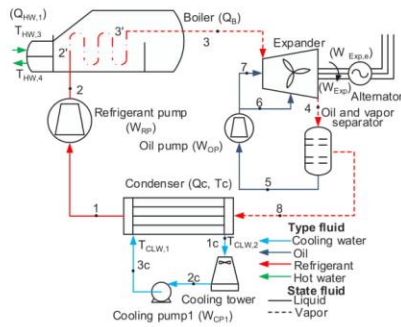 (Q_HW,1)
T_HW,3
T_HW,4
2'
3'
Boiler (Q_B)
3
Expander
(W_Exp,e)
(W_Exp)
Alternator
7
6
4
Oil and vapor
separator
2
Refrigerant pump
(W_RP)
Oil pump (W_OP)
5
Condenser (Qc, Tc)
1
8
T_CLW,1
1c
T_CLW,2
3c
2c
Cooling tower
Cooling pump1 (W_CP1)
Type fluid
Cooling water
Oil
Refrigerant
Hot water
State fluid
Liquid
Vapor